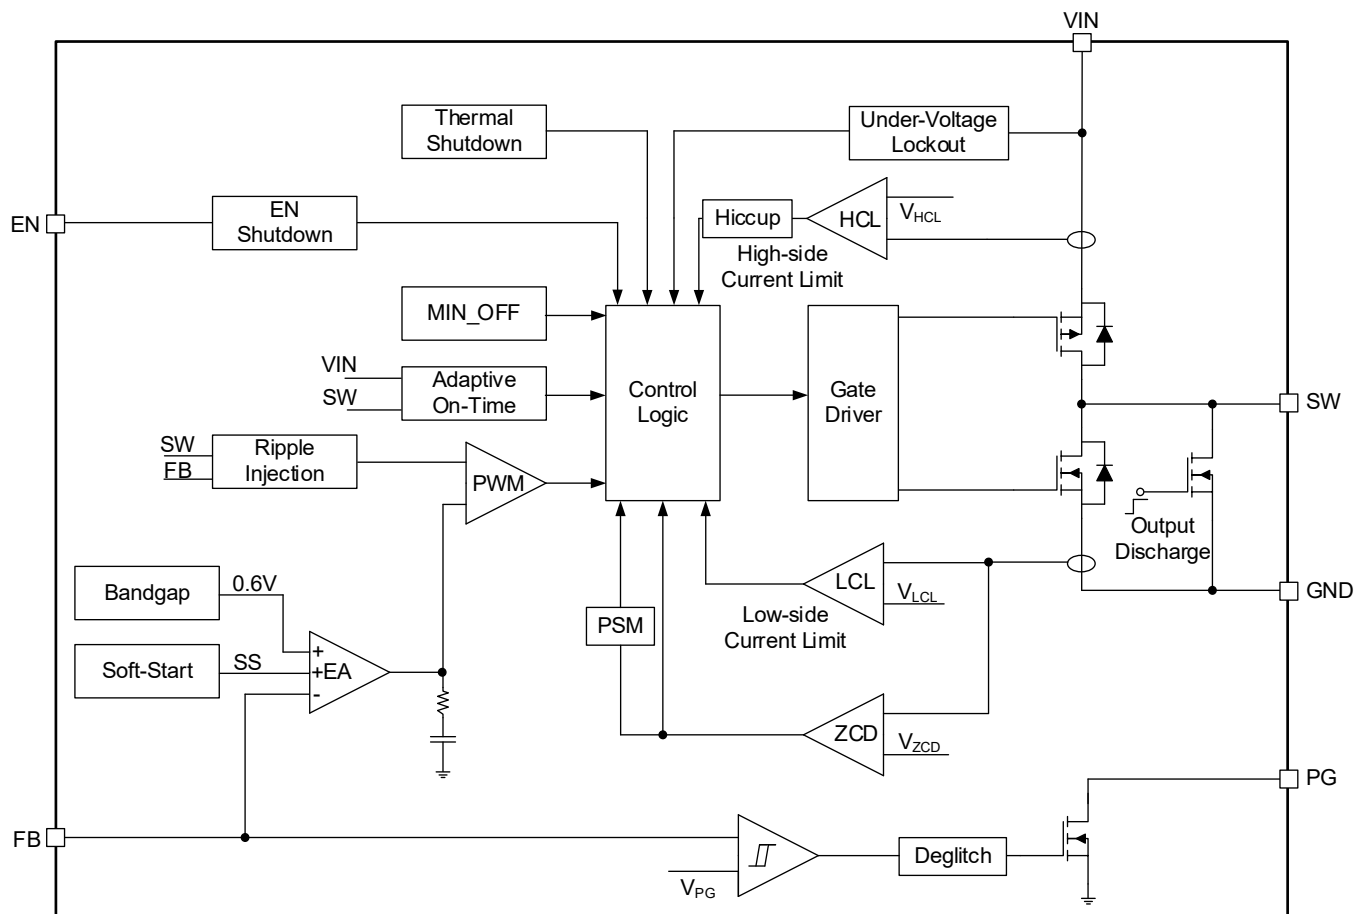 VIN
Thermal
Shutdown
Under-Voltage
Lockout
EN
EN
Shutdown
Hiccup
HCL
VHCL
High-side
Current Limit
MIN_OFF
VIN
SW
Adaptive
On-Time
Control
Logic
Gate
Driver
SW
SW
FB
Ripple
Injection
PWM
Output
Discharge
Bandgap
0.6V
LCL
VLCL
Low-side
Current Limit
GND
PSM
Soft-Start
SS
+
+EA
-
ZCD
VZCD
PG
FB
VPG
Deglitch